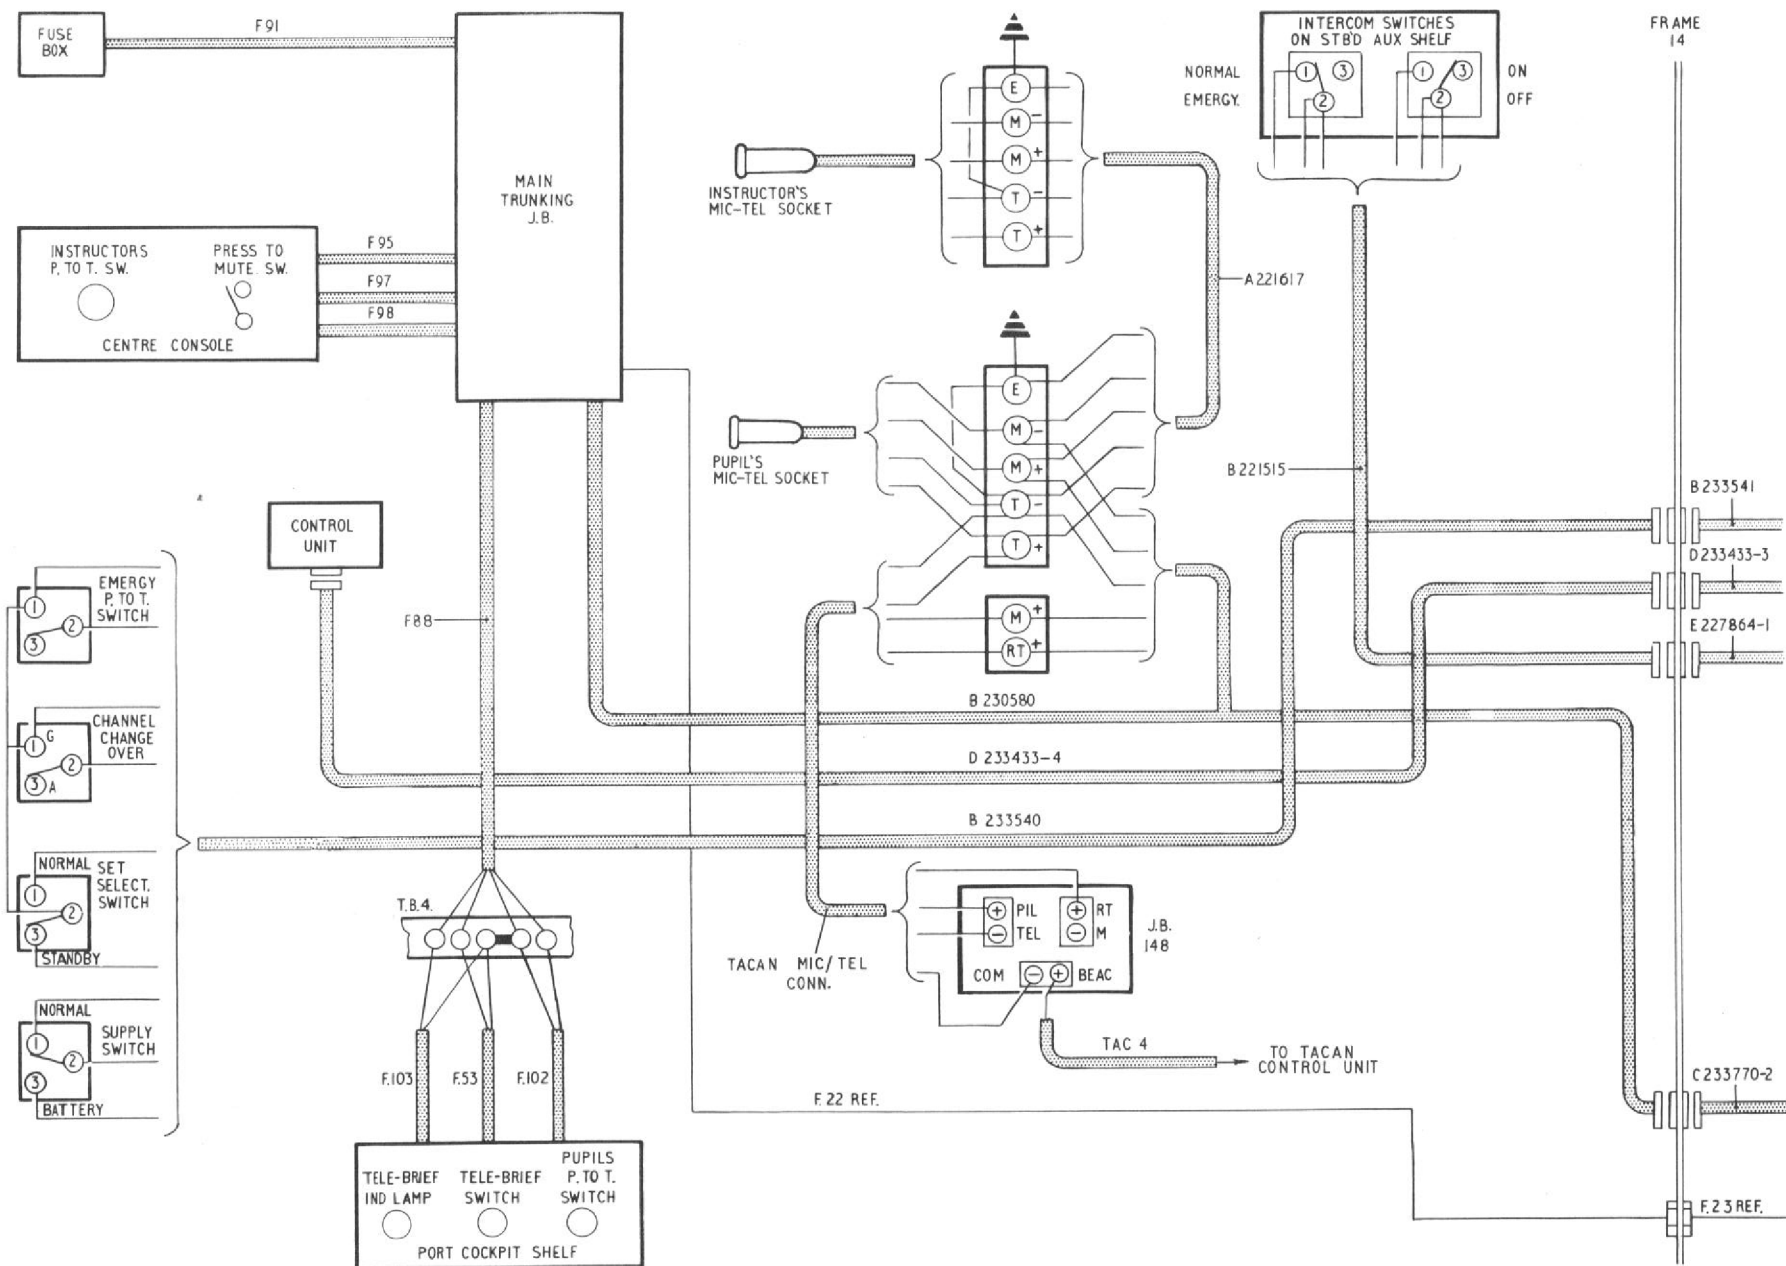 FUSE
BOX
F91
MAIN
TRUNKING
J.B.
INSTRUCTORS
P. TO T. SW.
PRESS TO
MUTE. SW.
CENTRE CONSOLE
F95
F97
F98
INSTRUCTOR'S
MIC-TEL SOCKET
E
M -
M +
T -
T +
A221617
INTERCOM SWITCHES
ON STB'D AUX SHELF
NORMAL
EMERGY.
1
3
2
1
3
2
ON
OFF
FRAME
14
PUPIL'S
MIC-TEL SOCKET
E
M -
M +
T -
T +
M +
RT +
B221515
B233541
D233433-3
E227864-1
CONTROL
UNIT
EMERGY
P. TO T.
SWITCH
1
2
3
CHANNEL
CHANGE
OVER
G
1
2
3
A
NORMAL
SET
SELECT.
SWITCH
1
2
3
STANDBY
NORMAL
SUPPLY
SWITCH
1
2
3
BATTERY
F88
B 230580
D 233433-4
B 233540
T.B.4.
TACAN MIC/TEL
CONN.
+ PIL
- TEL
+ RT
- M
COM - + BEAC
J.B.
148
TAC 4
TO TACAN
CONTROL UNIT
F.103
F.53
F.102
F.22 REF.
C233770-2
F.23 REF.
TELE-BRIEF
IND LAMP
TELE-BRIEF
SWITCH
PUPILS
P. TO T.
SWITCH
PORT COCKPIT SHELF